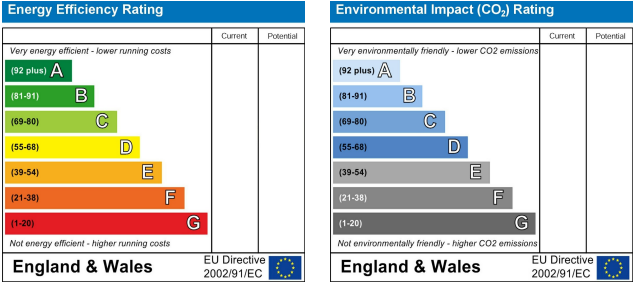 Energy Efficiency Rating
Current Potential
Very energy efficient - lower running costs
(92 plus) A
(81-91) B
(69-80) C
(55-68) D
(39-54) E
(21-38) F
(1-20) G
Not energy efficient - higher running costs
England & Wales
EU Directive
2002/91/EC
Environmental Impact (CO₂) Rating
Current Potential
Very environmentally friendly - lower CO2 emissions
(92 plus) A
(81-91) B
(69-80) C
(55-68) D
(39-54) E
(21-38) F
(1-20) G
Not environmentally friendly - higher CO2 emissions
England & Wales
EU Directive
2002/91/EC